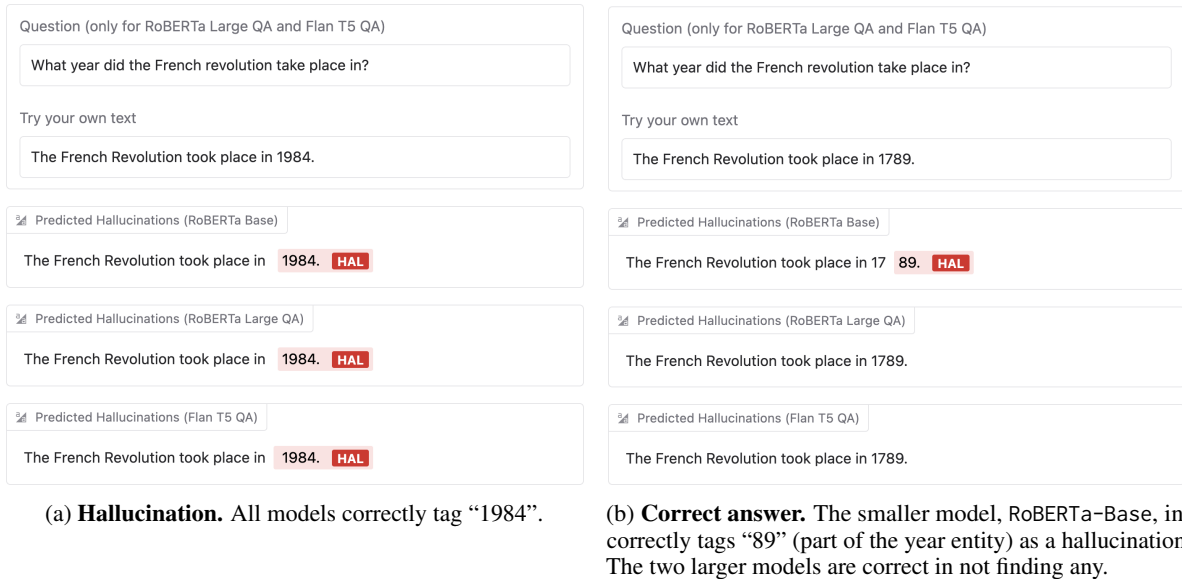 Question (only for RoBERTa Large QA and Flan T5 QA)
What year did the French revolution take place in?
Try your own text
The French Revolution took place in 1984.
Predicted Hallucinations (RoBERTa Base)
The French Revolution took place in 1984. HAL
Predicted Hallucinations (RoBERTa Large QA)
The French Revolution took place in 1984. HAL
Predicted Hallucinations (Flan T5 QA)
The French Revolution took place in 1984. HAL
(a) Hallucination. All models correctly tag “1984”.
Question (only for RoBERTa Large QA and Flan T5 QA)
What year did the French revolution take place in?
Try your own text
The French Revolution took place in 1789.
Predicted Hallucinations (RoBERTa Base)
The French Revolution took place in 17 89. HAL
Predicted Hallucinations (RoBERTa Large QA)
The French Revolution took place in 1789.
Predicted Hallucinations (Flan T5 QA)
The French Revolution took place in 1789.
(b) Correct answer. The smaller model, RoBERTa-Base, in
correctly tags “89” (part of the year entity) as a hallucination
The two larger models are correct in not finding any.